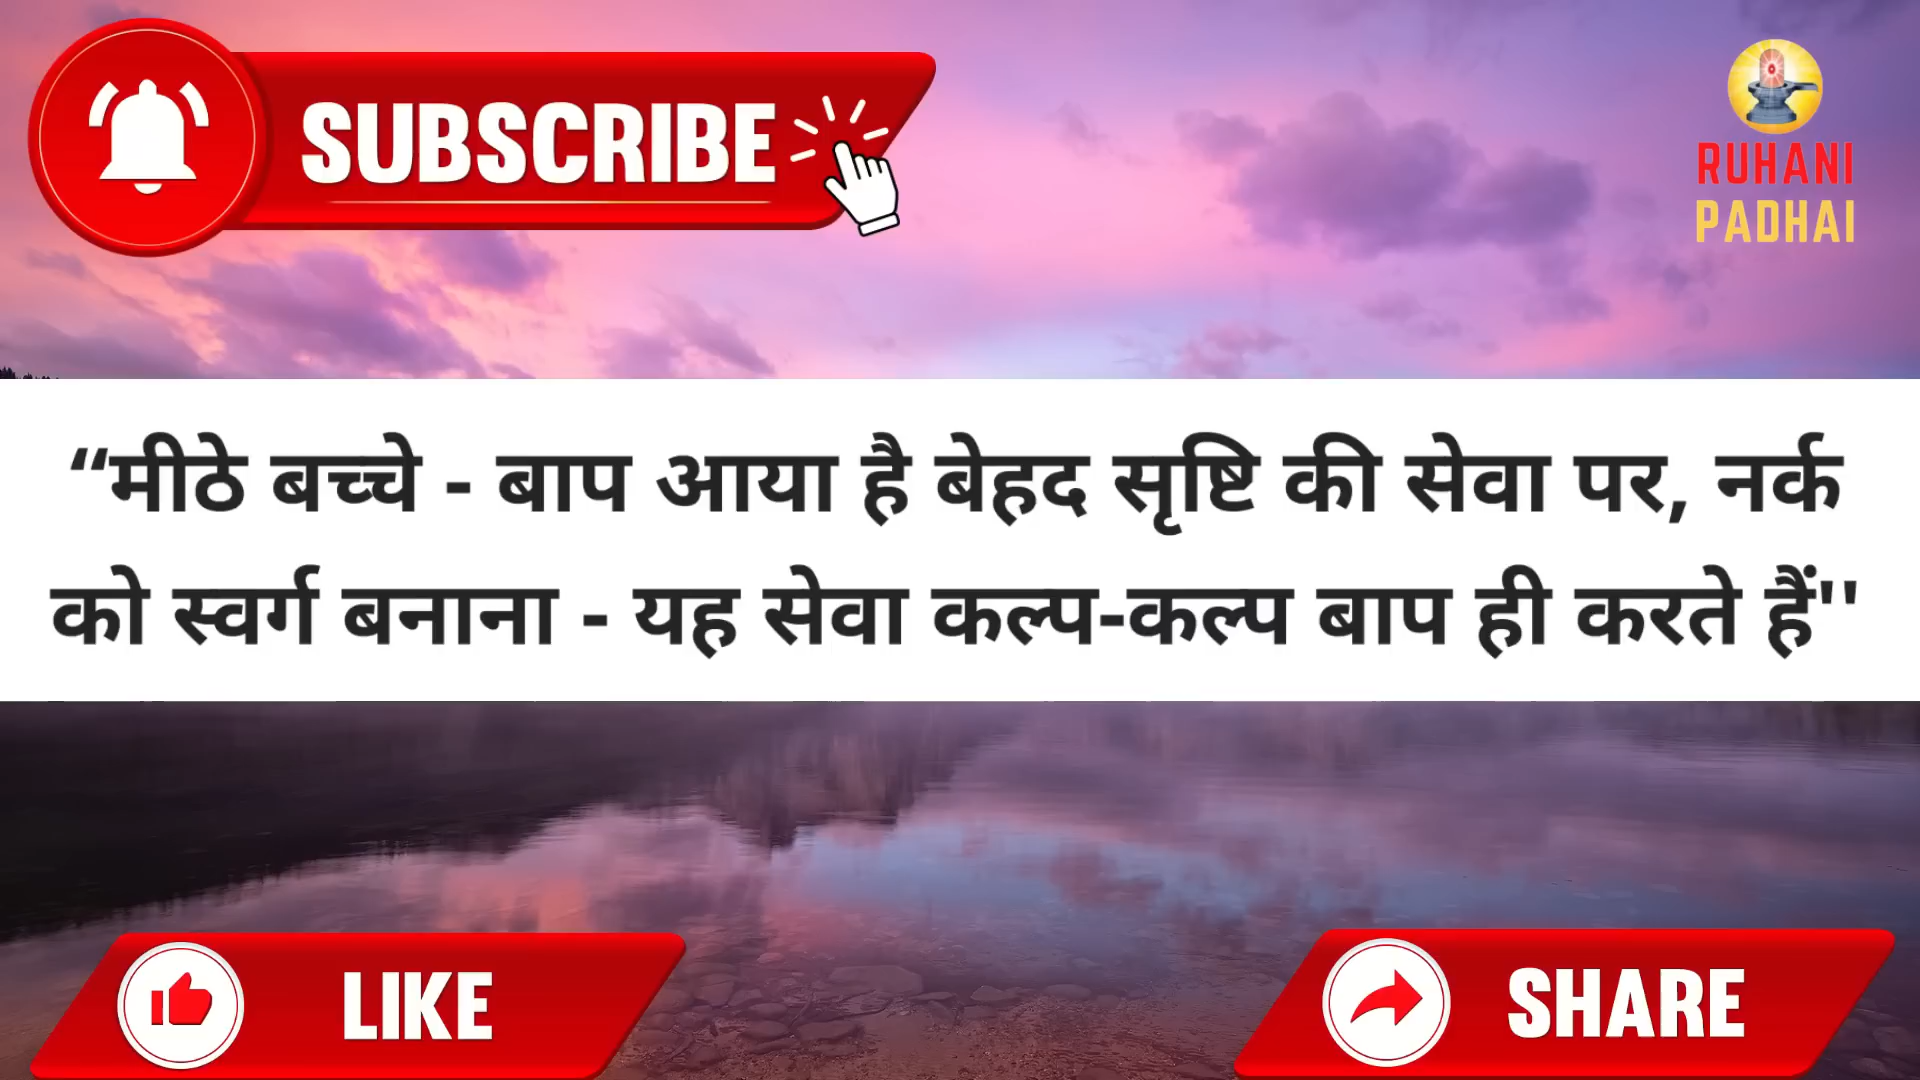 SUBSCRIBE
RUHANI
PADHAI
“मीठे बच्चे - बाप आया है बेहद सृष्टि की सेवा पर, नर्क
को स्वर्ग बनाना - यह सेवा कल्प-कल्प बाप ही करते हैं''
LIKE
SHARE